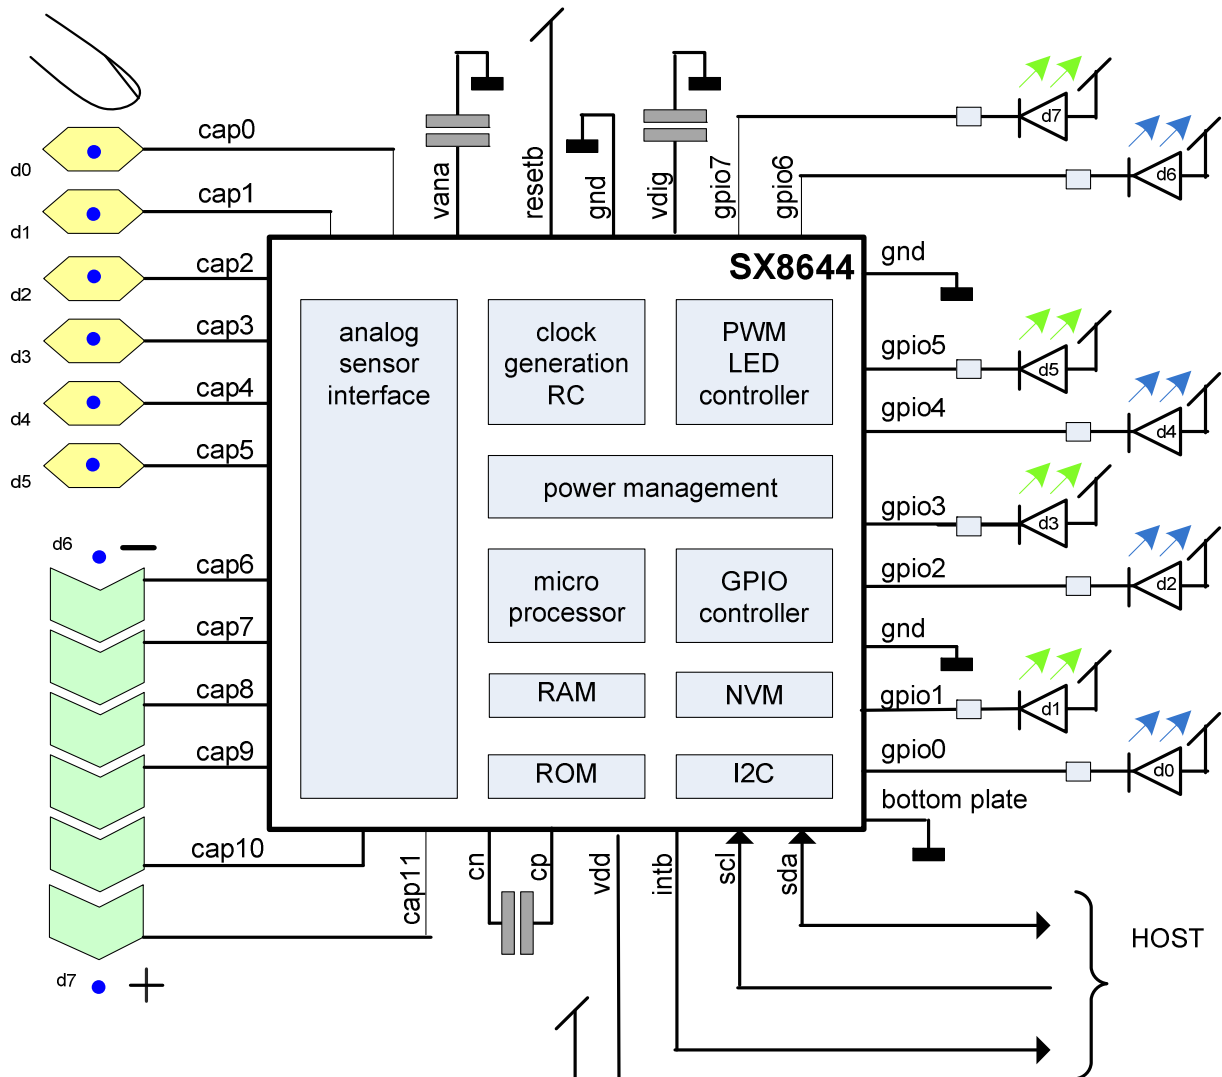 cap0
d0
cap1
d1
cap2
d2
cap3
d3
cap4
d4
cap5
d5
d6
cap6
cap7
cap8
cap9
cap10
cap11
d7
vana
resetb
gnd
vdig
gpio7
gpio6
d7
d6
SX8644
analog
sensor
interface
clock
generation
RC
PWM
LED
controller
power management
micro
processor
GPIO
controller
RAM
NVM
ROM
I2C
gnd
gpio5
d5
gpio4
d4
gpio3
d3
gpio2
d2
gnd
gpio1
d1
gpio0
d0
bottom plate
cn
cp
vdd
intb
scl
sda
HOST